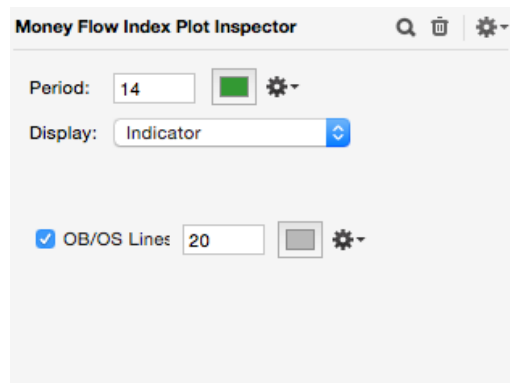 Money Flow Index Plot Inspector
Period: 14
Display: Indicator
OB/OS Lines 20